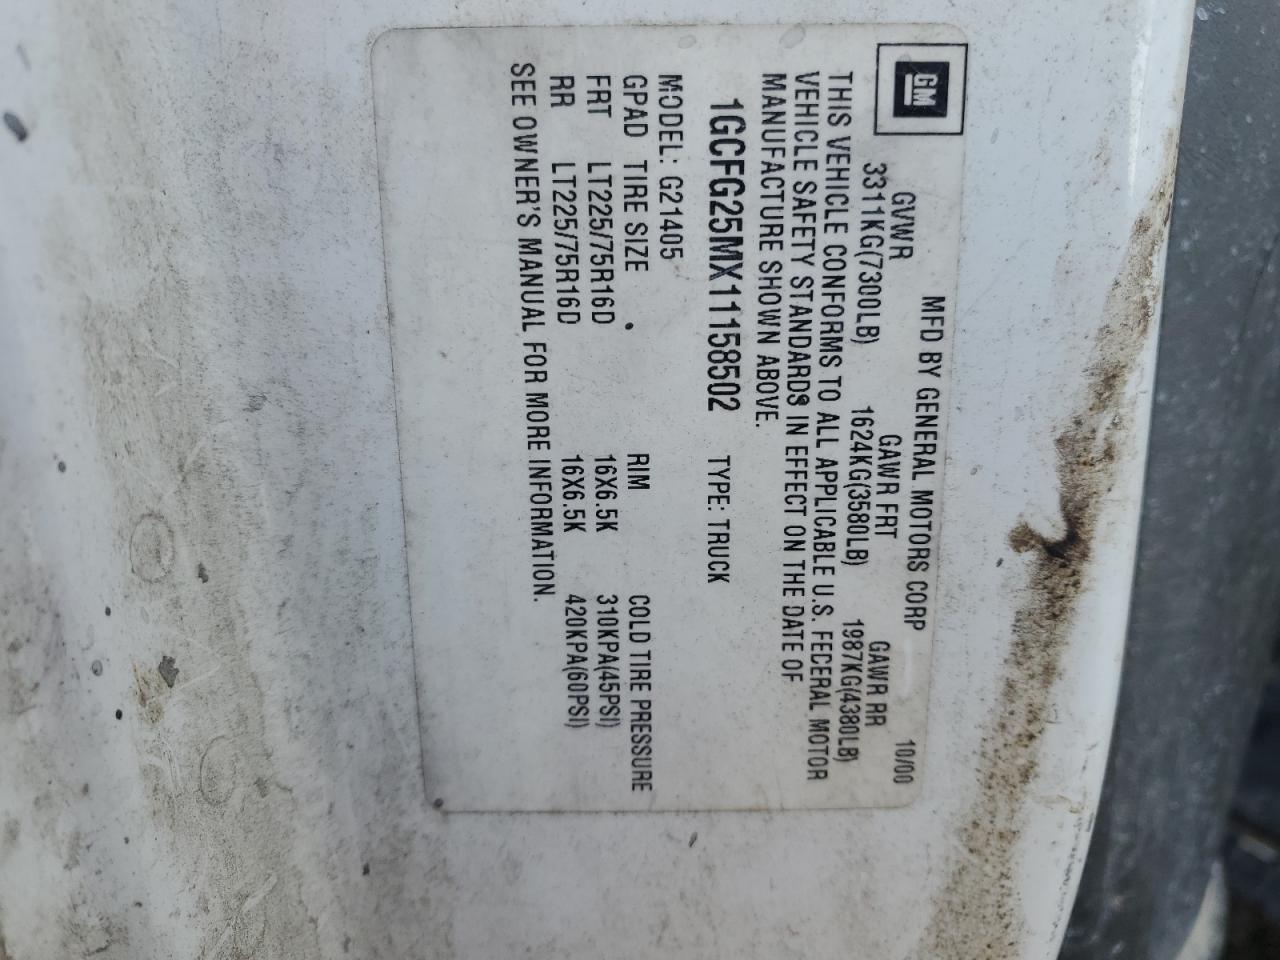 GM
MFD BY GENERAL MOTORS CORP 10/00
GVWR GAWR FRT GAWR RR
3311KG(7300LB) 1624KG(3580LB) 1987KG(4380LB)
THIS VEHICLE CONFORMS TO ALL APPLICABLE U.S. FEDERAL MOTOR
VEHICLE SAFETY STANDARDS IN EFFECT ON THE DATE OF
MANUFACTURE SHOWN ABOVE.
1GCFG25MX11158502 TYPE: TRUCK
MODEL: G21405
GPAD TIRE SIZE RIM COLD TIRE PRESSURE
FRT LT225/75R16D 16X6.5K 310KPA(45PSI)
RR LT225/75R16D 16X6.5K 420KPA(60PSI)
SEE OWNER'S MANUAL FOR MORE INFORMATION.